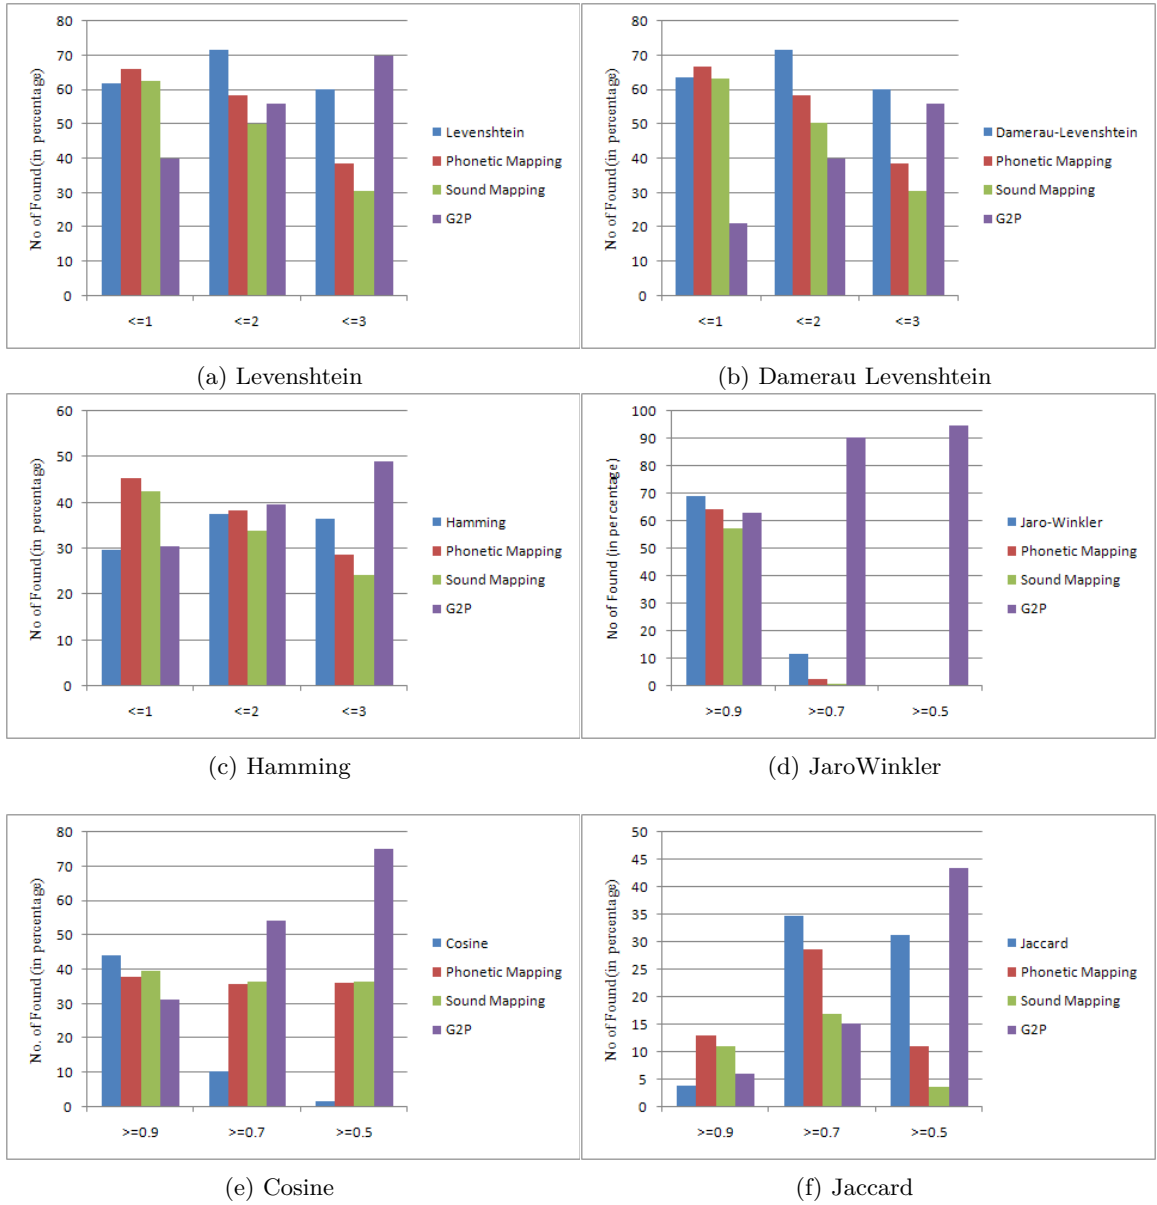 80
70
60
50
40
30
20
10
0
No of Found(in percentage)
<=1 <=2 <=3
Levenshtein
Phonetic Mapping
Sound Mapping
G2P
(a) Levenshtein
80
70
60
50
40
30
20
10
0
No of Found(in percentage)
<=1 <=2 <=3
Damerau-Levenshtein
Phonetic Mapping
Sound Mapping
G2P
(b) Damerau Levenshtein
60
50
40
30
20
10
0
No of Found(in percentage)
<=1 <=2 <=3
Hamming
Phonetic Mapping
Sound Mapping
G2P
(c) Hamming
100
90
80
70
60
50
40
30
20
10
0
No of Found (in percentage)
>=0.9 >=0.7 >=0.5
Jaro-Winkler
Phonetic Mapping
Sound Mapping
G2P
(d) JaroWinkler
80
70
60
50
40
30
20
10
0
No. of Found(in percentage)
>=0.9 >=0.7 >=0.5
Cosine
Phonetic Mapping
Sound Mapping
G2P
(e) Cosine
50
45
40
35
30
25
20
15
10
5
0
No of Found(in percentage)
>=0.9 >=0.7 >=0.5
Jaccard
Phonetic Mapping
Sound Mapping
G2P
(f) Jaccard